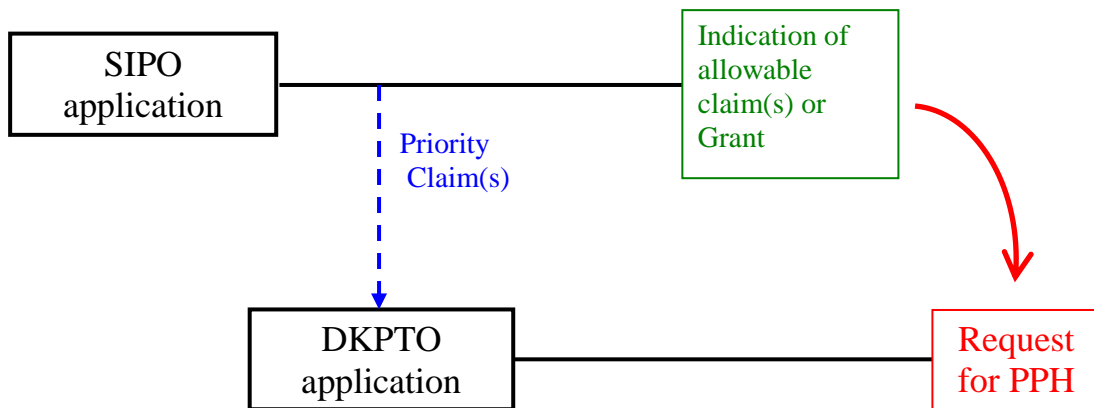 SIPO
application
Indication of
allowable
claim(s) or
Grant
Priority
Claim(s)
DKPTO
application
Request
for PPH